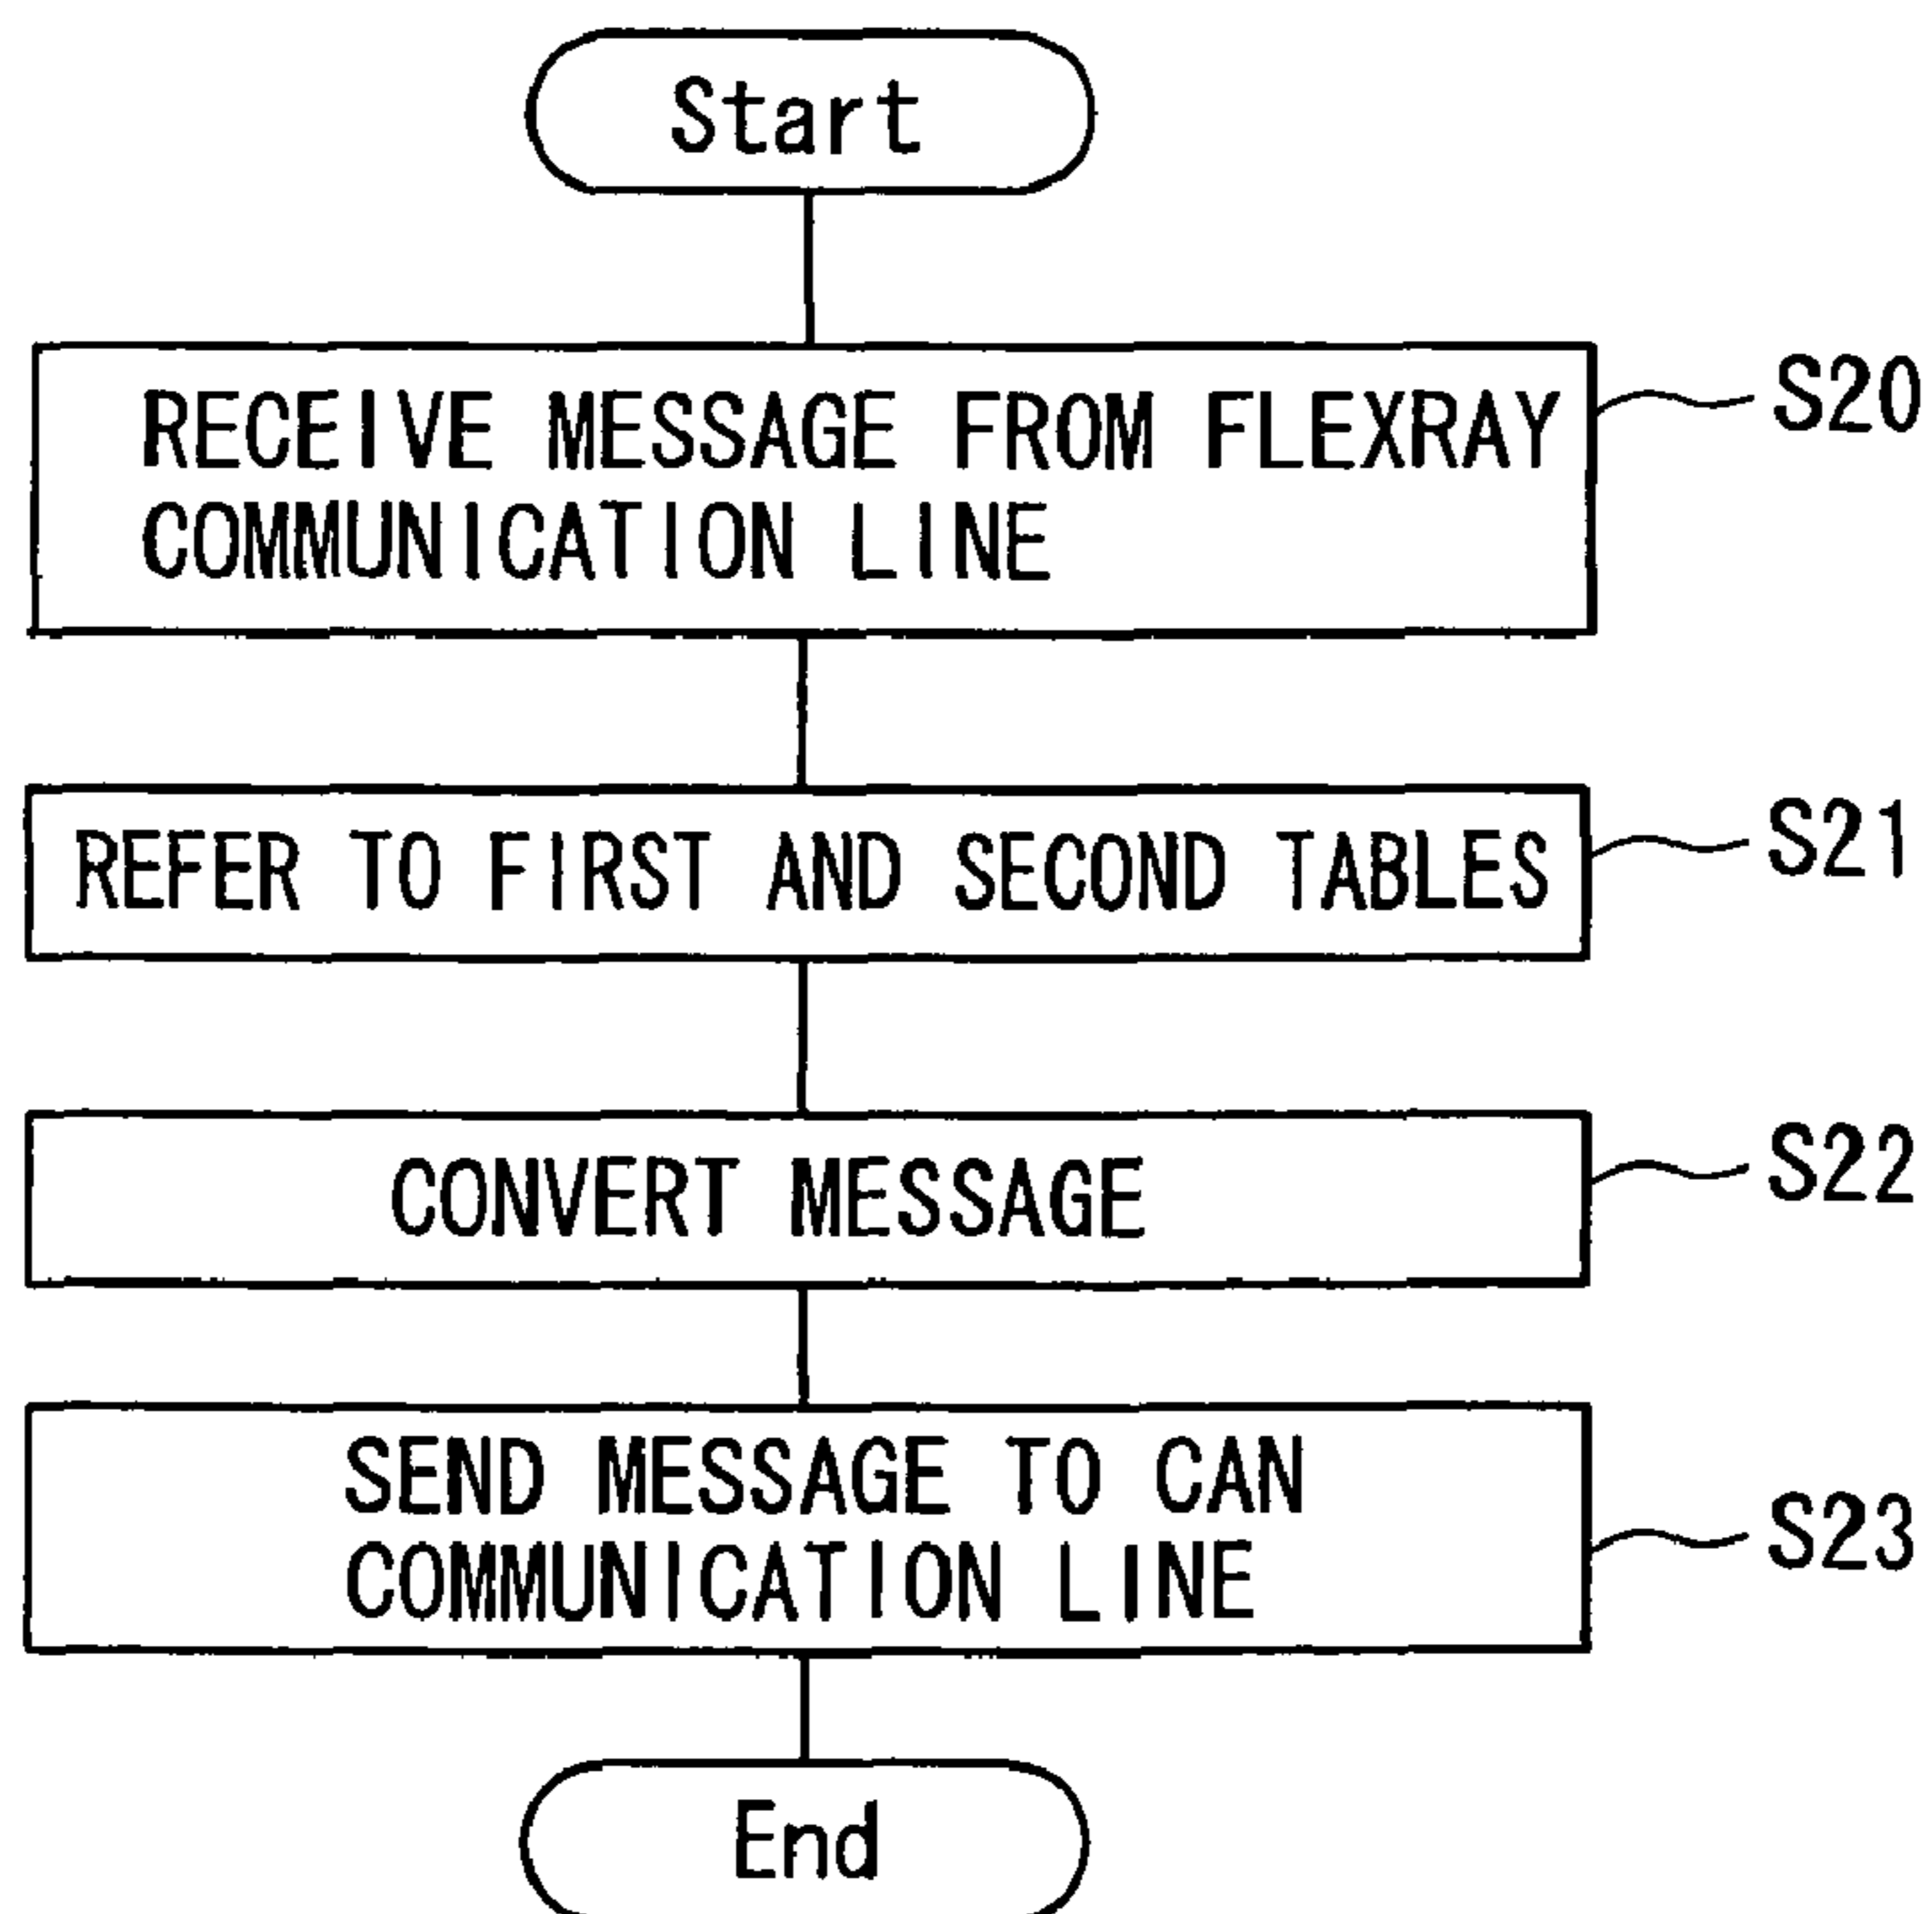 Start
RECEIVE MESSAGE FROM FLEXRAY
COMMUNICATION LINE
S20
REFER TO FIRST AND SECOND TABLES
S21
CONVERT MESSAGE
S22
SEND MESSAGE TO CAN
COMMUNICATION LINE
S23
End